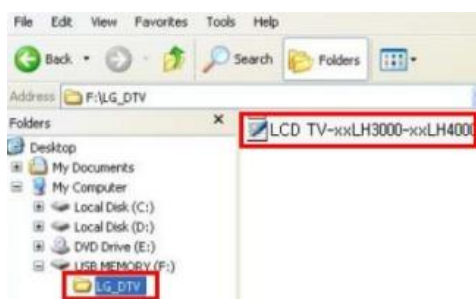 File Edit View Favorites Tools Help
Back Search Folders
Address F:\LG_DTV
Folders x
LCD TV-xxLH3000-xxLH4000
Desktop
My Documents
My Computer
Local Disk (C:)
Local Disk (D:)
DVD Drive (E:)
USB MEMORY (F:)
LG_DTV